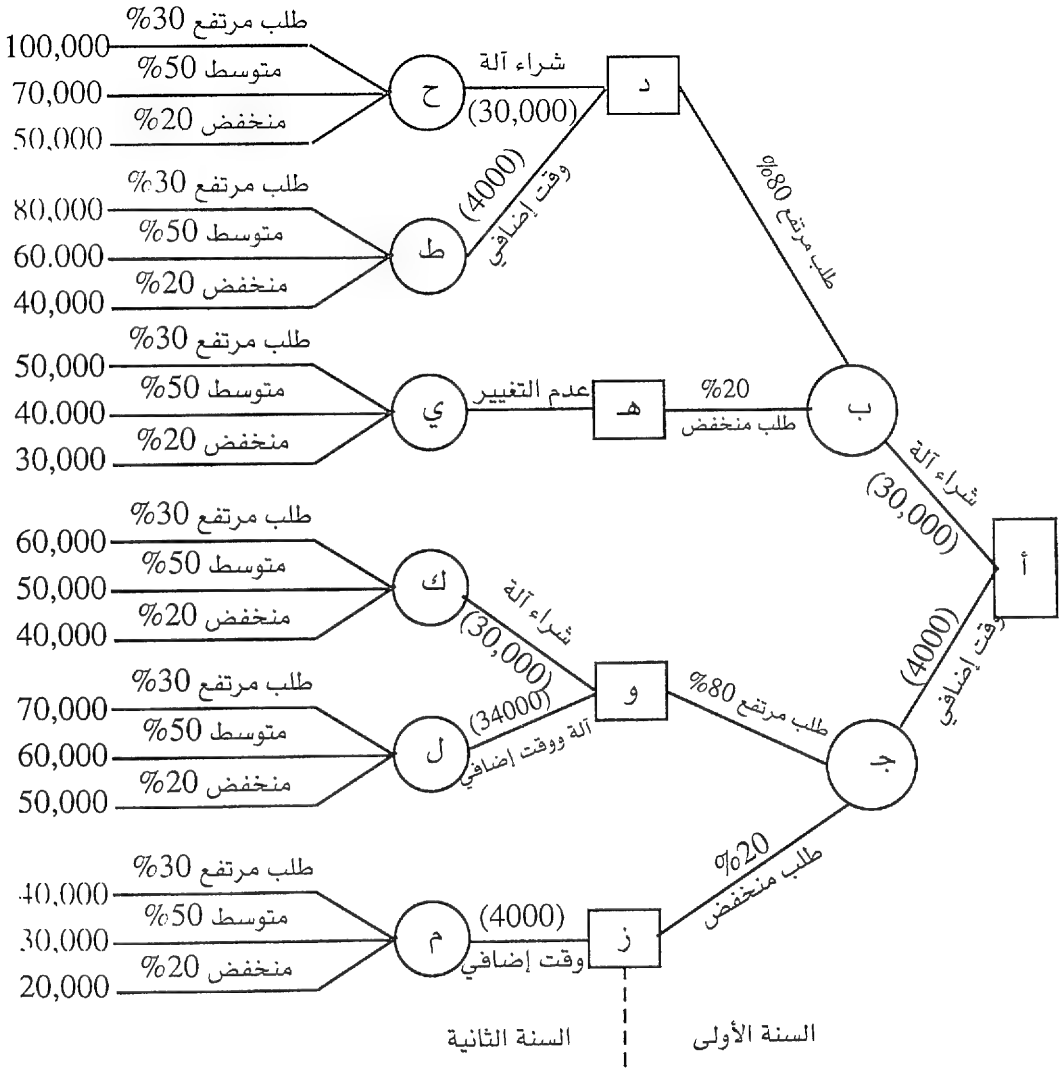 طلب مرتفع 30%
100,000
متوسط 50%
70,000
منخفض 20%
50,000
ح
شراء آلة
(30,000)
د
طلب مرتفع 30%
80,000
متوسط 50%
60.000
منخفض 20%
40,000
ط
(4000)
وقت إضافي
طلب مرتفع 80%
طلب مرتفع 30%
50,000
متوسط 50%
40.000
منخفض 20%
30,000
ي
عدم التغيير
هـ
20%
طلب منخفض
ب
شراء آلة
(30,000)
أ
طلب مرتفع 30%
60,000
متوسط 50%
50,000
منخفض 20%
40,000
ك
شراء آلة
(30,000)
و
طلب مرتفع 80%
(4000)
وقت إضافي
طلب مرتفع 30%
70,000
متوسط 50%
60,000
منخفض 20%
50,000
ل
(34000)
آلة ووقت إضافي
جـ
20%
طلب منخفض
طلب مرتفع 30%
40,000
متوسط 50%
30,000
منخفض 20%
20,000
م
(4000)
وقت إضافي
ز
السنة الأولى
السنة الثانية